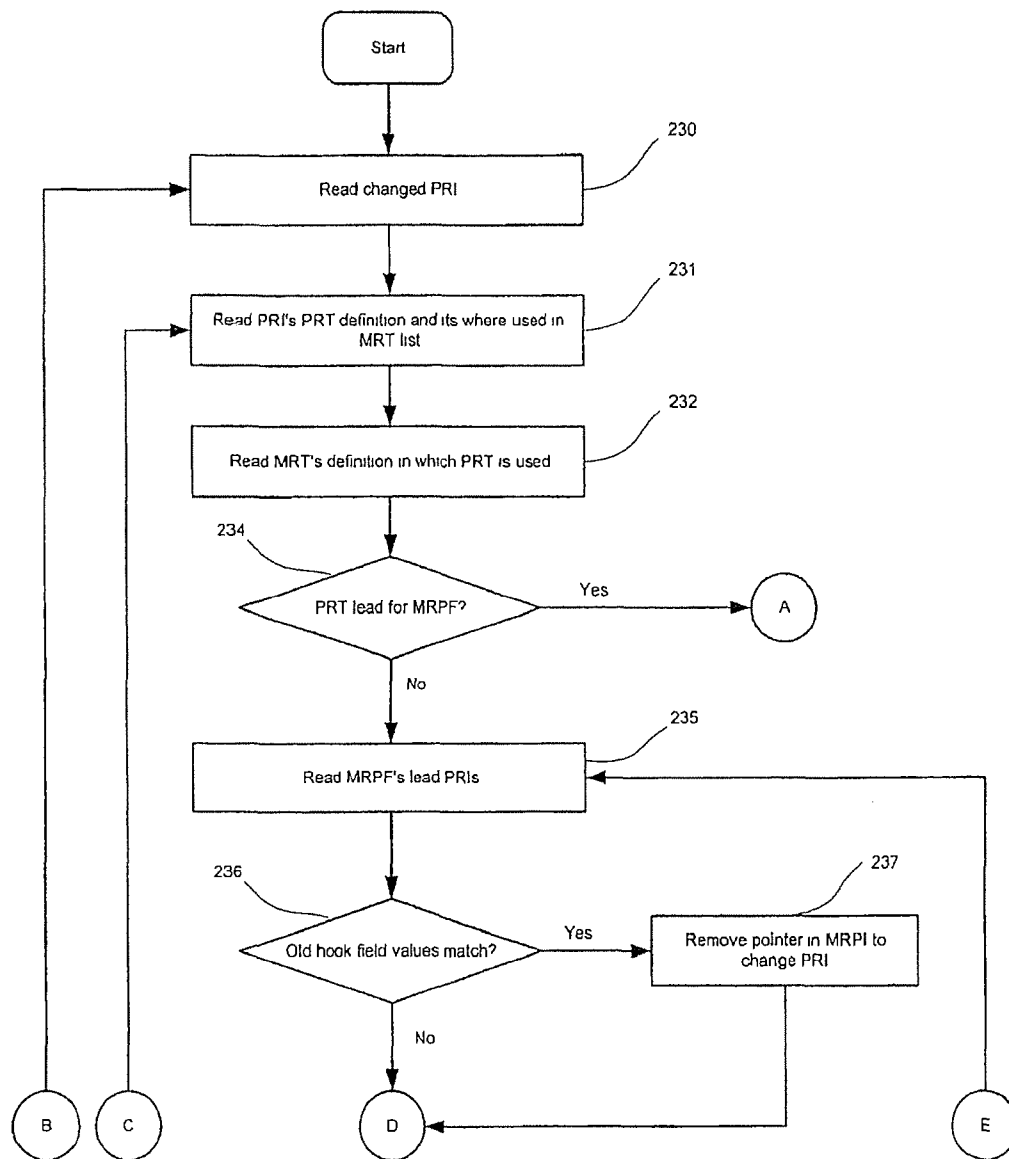 Start
230
Read changed PRI
231
Read PRI's PRT definition and its where used in
MRT list
232
Read MRT's definition in which PRT is used
234
PRT lead for MRPF?
Yes
A
No
235
Read MRPF's lead PRIs
236
237
Old hook field values match?
Yes
Remove pointer in MRPI to
change PRI
No
B
C
D
E